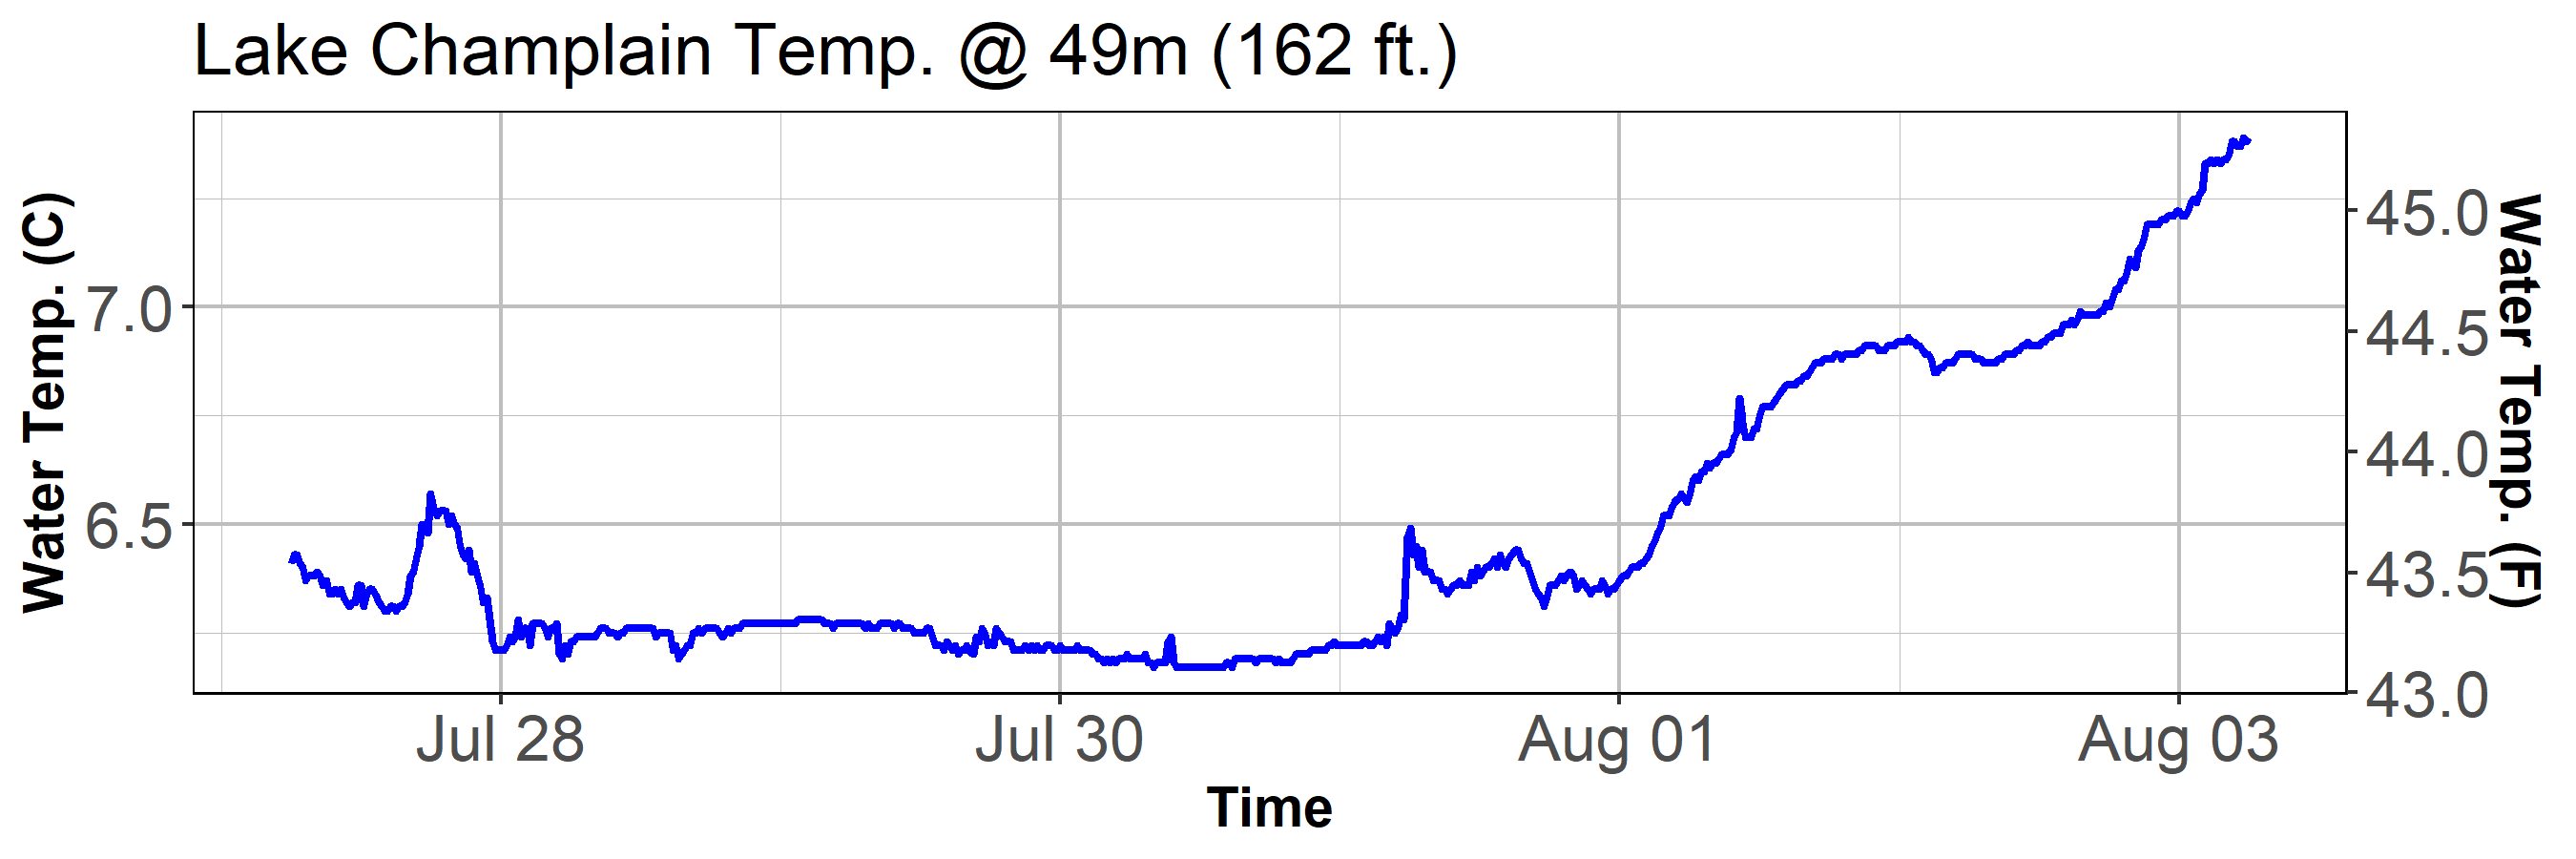 Lake Champlain Temp. @ 49m (162 ft.)
Water Temp. (C)
7.0
6.5
45.0
44.5
44.0
43.5
43.0
Water Temp. (F)
Jul 28
Jul 30
Aug 01
Aug 03
Time